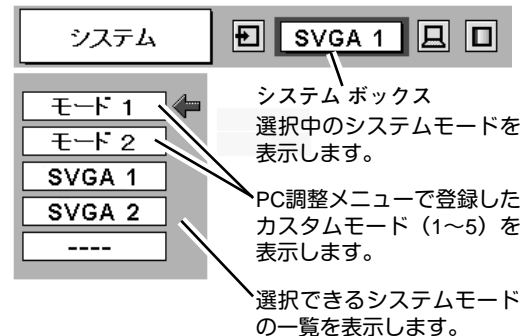 システム
SVGA 1
モード 1
モード 2
SVGA 1
SVGA 2
----
システム ボックス
選択中のシステムモードを
表示します。
PC調整メニューで登録した
カスタムモード（1～5）を
表示します。
選択できるシステムモード
の一覧を表示します。